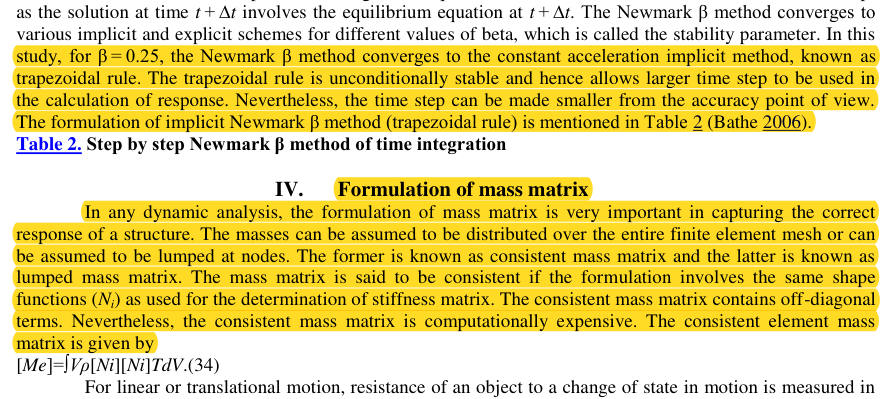 as the solution at time t + Δt involves the equilibrium equation at t + Δt. The Newmark β method converges to
various implicit and explicit schemes for different values of beta, which is called the stability parameter. In this
study, for β = 0.25, the Newmark β method converges to the constant acceleration implicit method, known as
trapezoidal rule. The trapezoidal rule is unconditionally stable and hence allows larger time step to be used in
the calculation of response. Nevertheless, the time step can be made smaller from the accuracy point of view.
The formulation of implicit Newmark β method (trapezoidal rule) is mentioned in Table 2 (Bathe 2006).
Table 2. Step by step Newmark β method of time integration
IV. Formulation of mass matrix
In any dynamic analysis, the formulation of mass matrix is very important in capturing the correct
response of a structure. The masses can be assumed to be distributed over the entire finite element mesh or can
be assumed to be lumped at nodes. The former is known as consistent mass matrix and the latter is known as
lumped mass matrix. The mass matrix is said to be consistent if the formulation involves the same shape
functions (Ni) as used for the determination of stiffness matrix. The consistent mass matrix contains off-diagonal
terms. Nevertheless, the consistent mass matrix is computationally expensive. The consistent element mass
matrix is given by
[Me]=∫Vρ[Ni][Ni]TdV.(34)
For linear or translational motion, resistance of an object to a change of state in motion is measured in